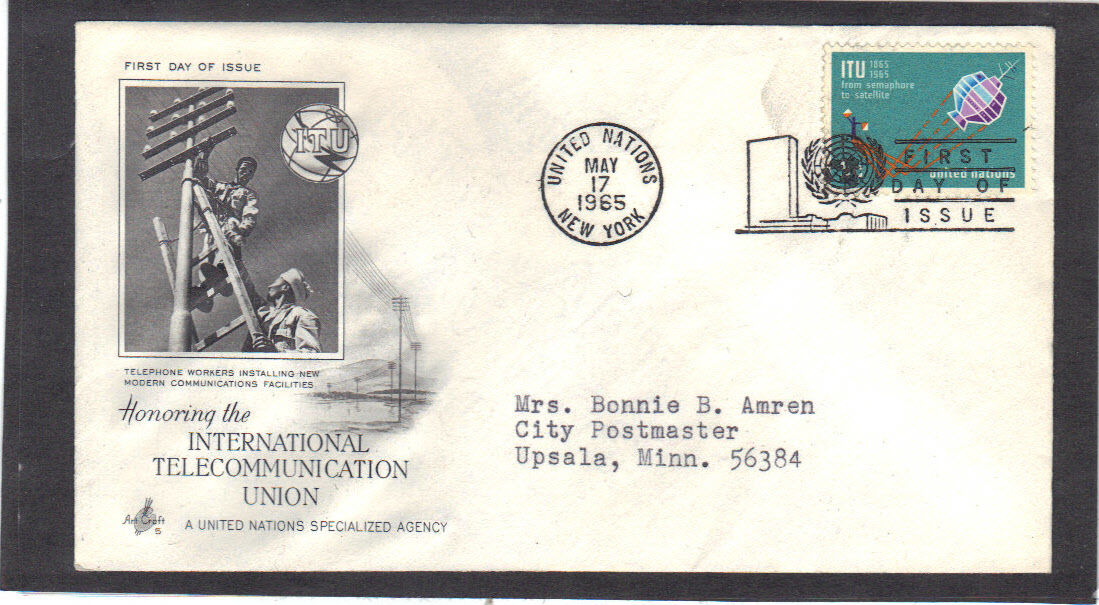 FIRST DAY OF ISSUE
ITU
TELEPHONE WORKERS INSTALLING NEW
MODERN COMMUNICATIONS FACILITIES
Honoring the
INTERNATIONAL
TELECOMMUNICATION
UNION
Art Craft
5
A UNITED NATIONS SPECIALIZED AGENCY
UNITED NATIONS
MAY
17
1965
NEW YORK
ITU 1865
1965
from semaphore
to satellite
united nations
FIRST
DAY OF
ISSUE
Mrs. Bonnie B. Amren
City Postmaster
Upsala, Minn. 56384